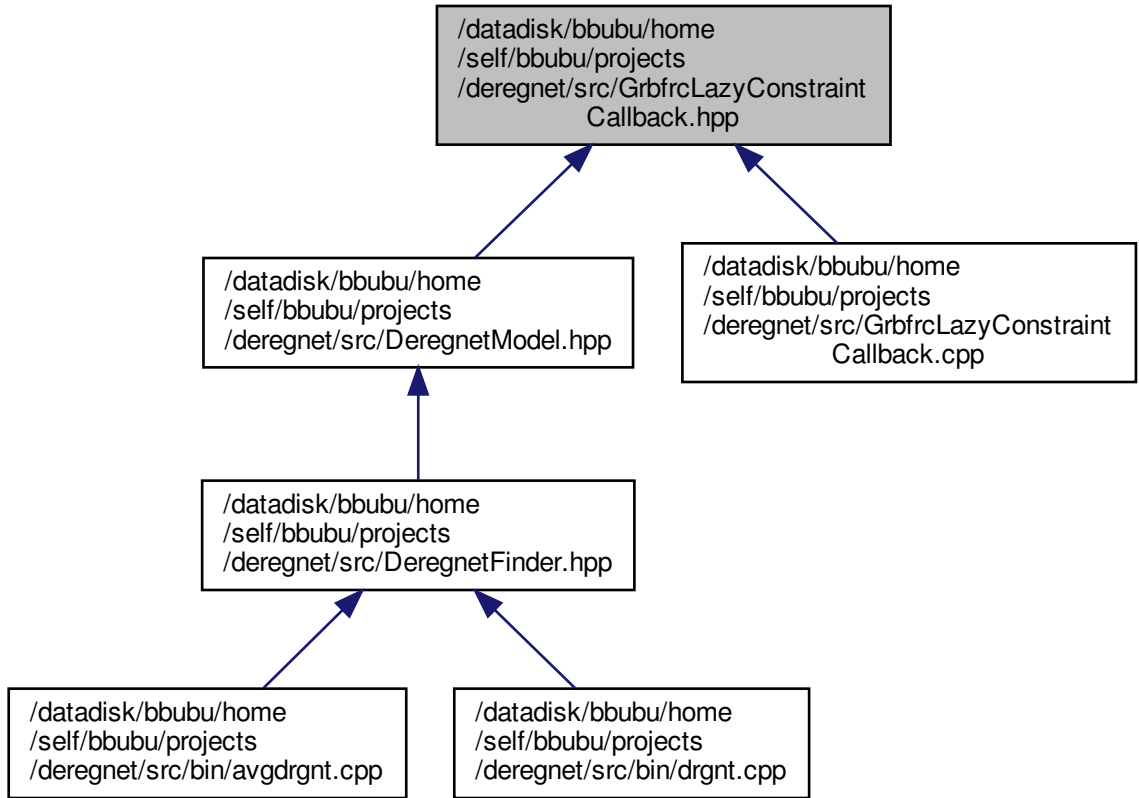 /datadisk/bbubu/home
/self/bbubu/projects
/deregnet/src/GrbfrcLazyConstraint
Callback.hpp
/datadisk/bbubu/home
/self/bbubu/projects
/deregnet/src/DeregnetModel.hpp
/datadisk/bbubu/home
/self/bbubu/projects
/deregnet/src/GrbfrcLazyConstraint
Callback.cpp
/datadisk/bbubu/home
/self/bbubu/projects
/deregnet/src/DeregnetFinder.hpp
/datadisk/bbubu/home
/self/bbubu/projects
/deregnet/src/bin/avgdrgnt.cpp
/datadisk/bbubu/home
/self/bbubu/projects
/deregnet/src/bin/drgnt.cpp